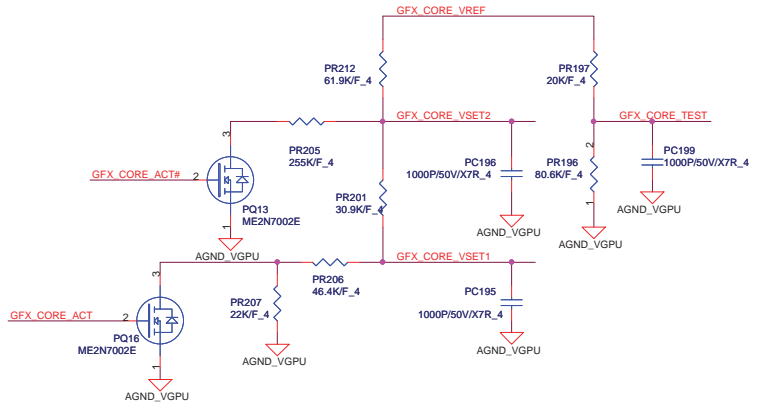 GFX_CORE_VREF
PR212
61.9K/F_4
PR197
20K/F_4
GFX_CORE_VSET2
GFX_CORE_TEST
3
PR205
255K/F_4
2
PC199
1000P/50V/X7R_4
PC196
1000P/50V/X7R_4
PR196
80.6K/F_4
GFX_CORE_ACT#
2
PR201
30.9K/F_4
1
PQ13
ME2N7002E
1
AGND_VGPU
AGND_VGPU
AGND_VGPU
AGND_VGPU
GFX_CORE_VSET1
3
PR206
46.4K/F_4
PR207
22K/F_4
PC195
1000P/50V/X7R_4
GFX_CORE_ACT
2
PQ16
ME2N7002E
AGND_VGPU
AGND_VGPU
1
AGND_VGPU